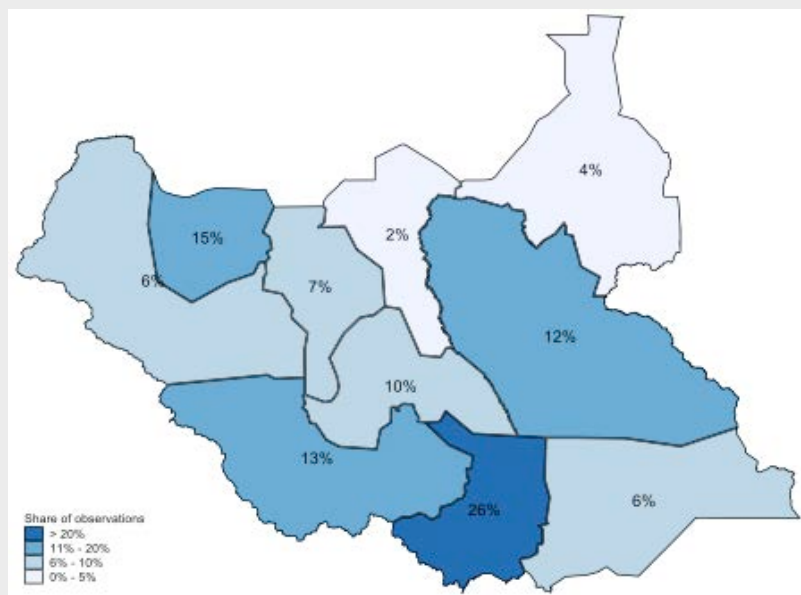 4%
15%
2%
6%
7%
12%
10%
13%
26%
6%
Share of observations
> 20%
11% - 20%
6% - 10%
0% - 5%